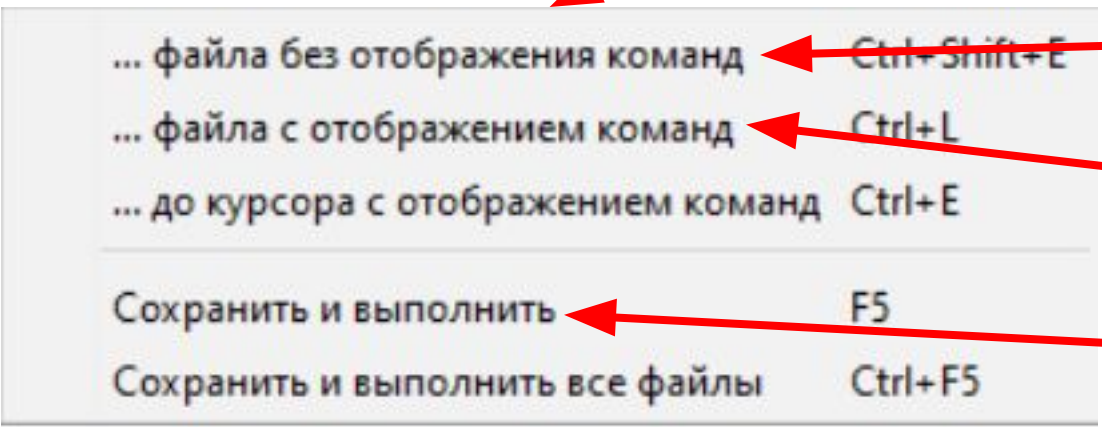 ... файла без отображения команд Ctrl+Shift+E
... файла с отображением команд Ctrl+L
... до курсора с отображением команд Ctrl+E
Сохранить и выполнить F5
Сохранить и выполнить все файлы Ctrl+F5